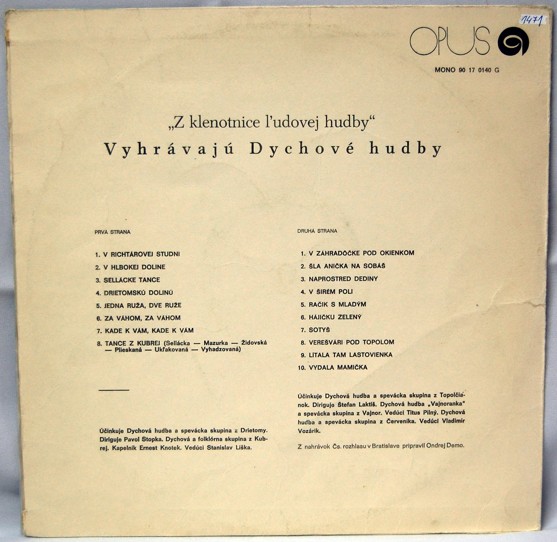 1471
OPUS
MONO 90 17 0140 G
„Z klenotnice ľudovej hudby“
Vyhrávajú Dychové hudby
PRVÁ STRANA
1. V RICHTÁROVEJ STUDNI
2. V HLBOKEJ DOLINE
3. SELLÁCKE TANCE
4. DRIETOMSKÚ DOLINÚ
5. JEDNA RUŽA, DVE RUŽE
6. ZA VÁHOM, ZA VÁHOM
7. KADE K VÁM, KADE K VÁM
8. TANCE Z KUBREJ (Sellácka — Mazurka — Židovská
— Plieskaná — Ukľakovaná — Vyhadzovaná)
Účinkuje Dychová hudba a spevácka skupina z Drietomy.
Diriguje Pavol Stopka. Dychová a folklórna skupina z Kub-
rej. Kapelník Ernest Knotek. Vedúci Stanislav Liška.
DRUHÁ STRANA
1. V ZÁHRADÔČKE POD OKIENKOM
2. ŠLA ANIČKA NA SOBÁŠ
3. NAPROSTRED DEDINY
4. V ŠÍREM POLI
5. RAČIK S MLADÝM
6. HÁJÍČKU ZELENÝ
7. SOTYŠ
8. VEREŠVÁRI POD TOPOLOM
9. LITALA TAM LASTOVIENKA
10. VYDALA MAMIČKA
Účinkuje Dychová hudba a spevácka skupina z Topolčia-
nok. Diriguje Štefan Laktiš. Dychová hudba „Vajnoranka“
a spevácka skupina z Vajnor. Vedúci Titus Pilný. Dychová
hudba a spevácka skupina z Červeníka. Vedúci Vladimír
Vozárik.
Z nahrávok Čs. rozhlasu v Bratislave pripravil Ondrej Demo.